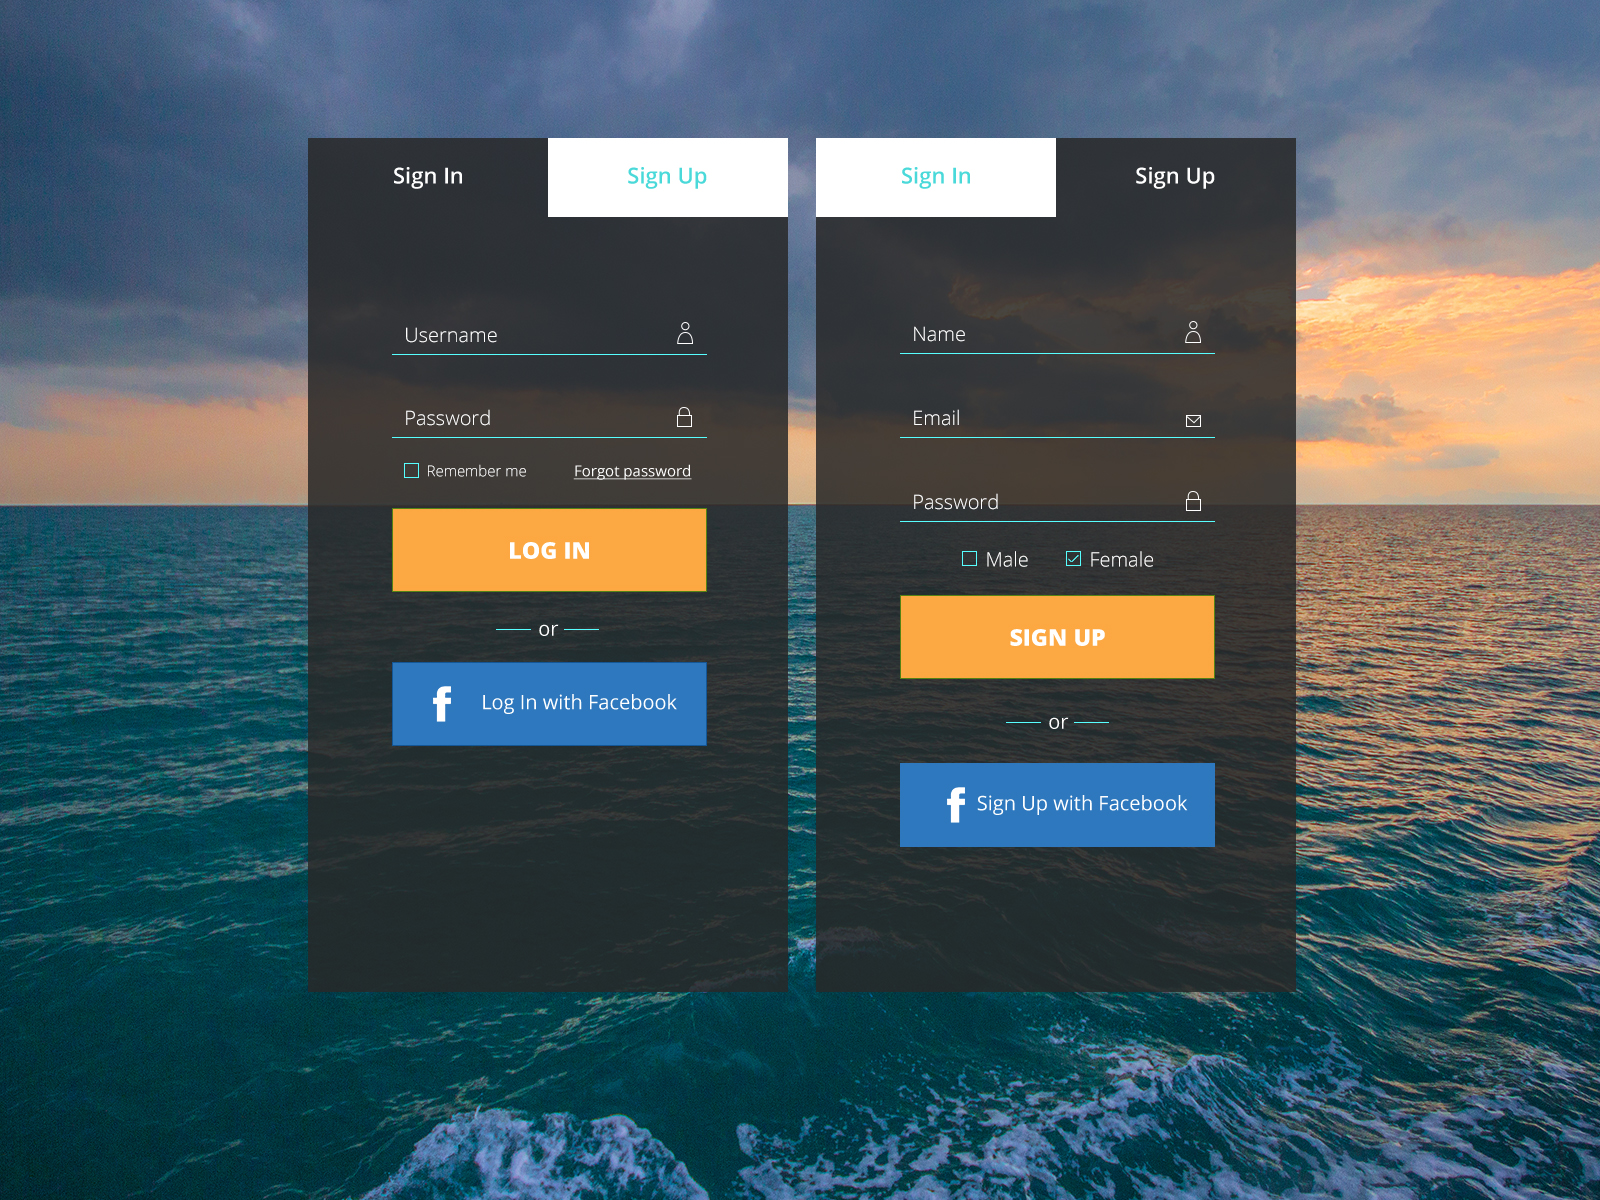 Sign In
Sign Up
Username
Password
Remember me
Forgot password
LOG IN
or
f Log In with Facebook
Sign In
Sign Up
Name
Email
Password
Male
Female
SIGN UP
or
f Sign Up with Facebook